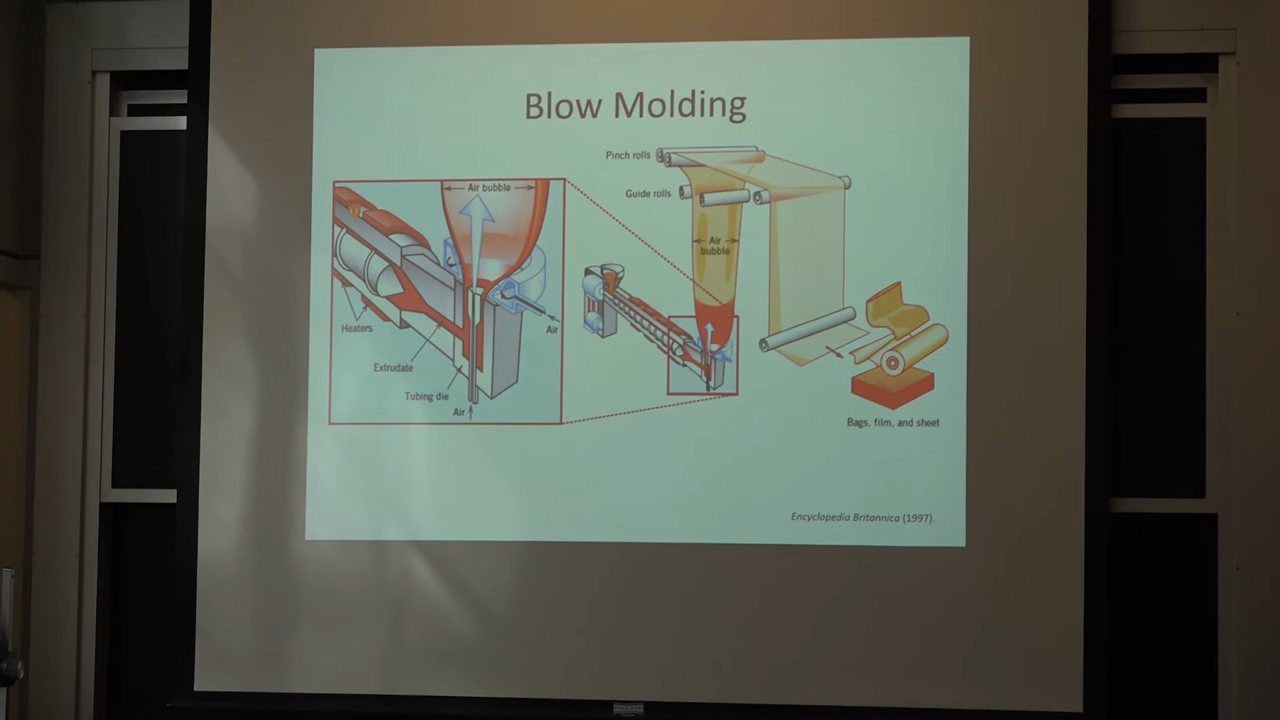 Blow Molding
Pinch rolls
Guide rolls
Air bubble
Air
bubble
Heaters
Air
Extrudate
Tubing die
Air
Bags, film, and sheet
Encyclopedia Britannica (1997).